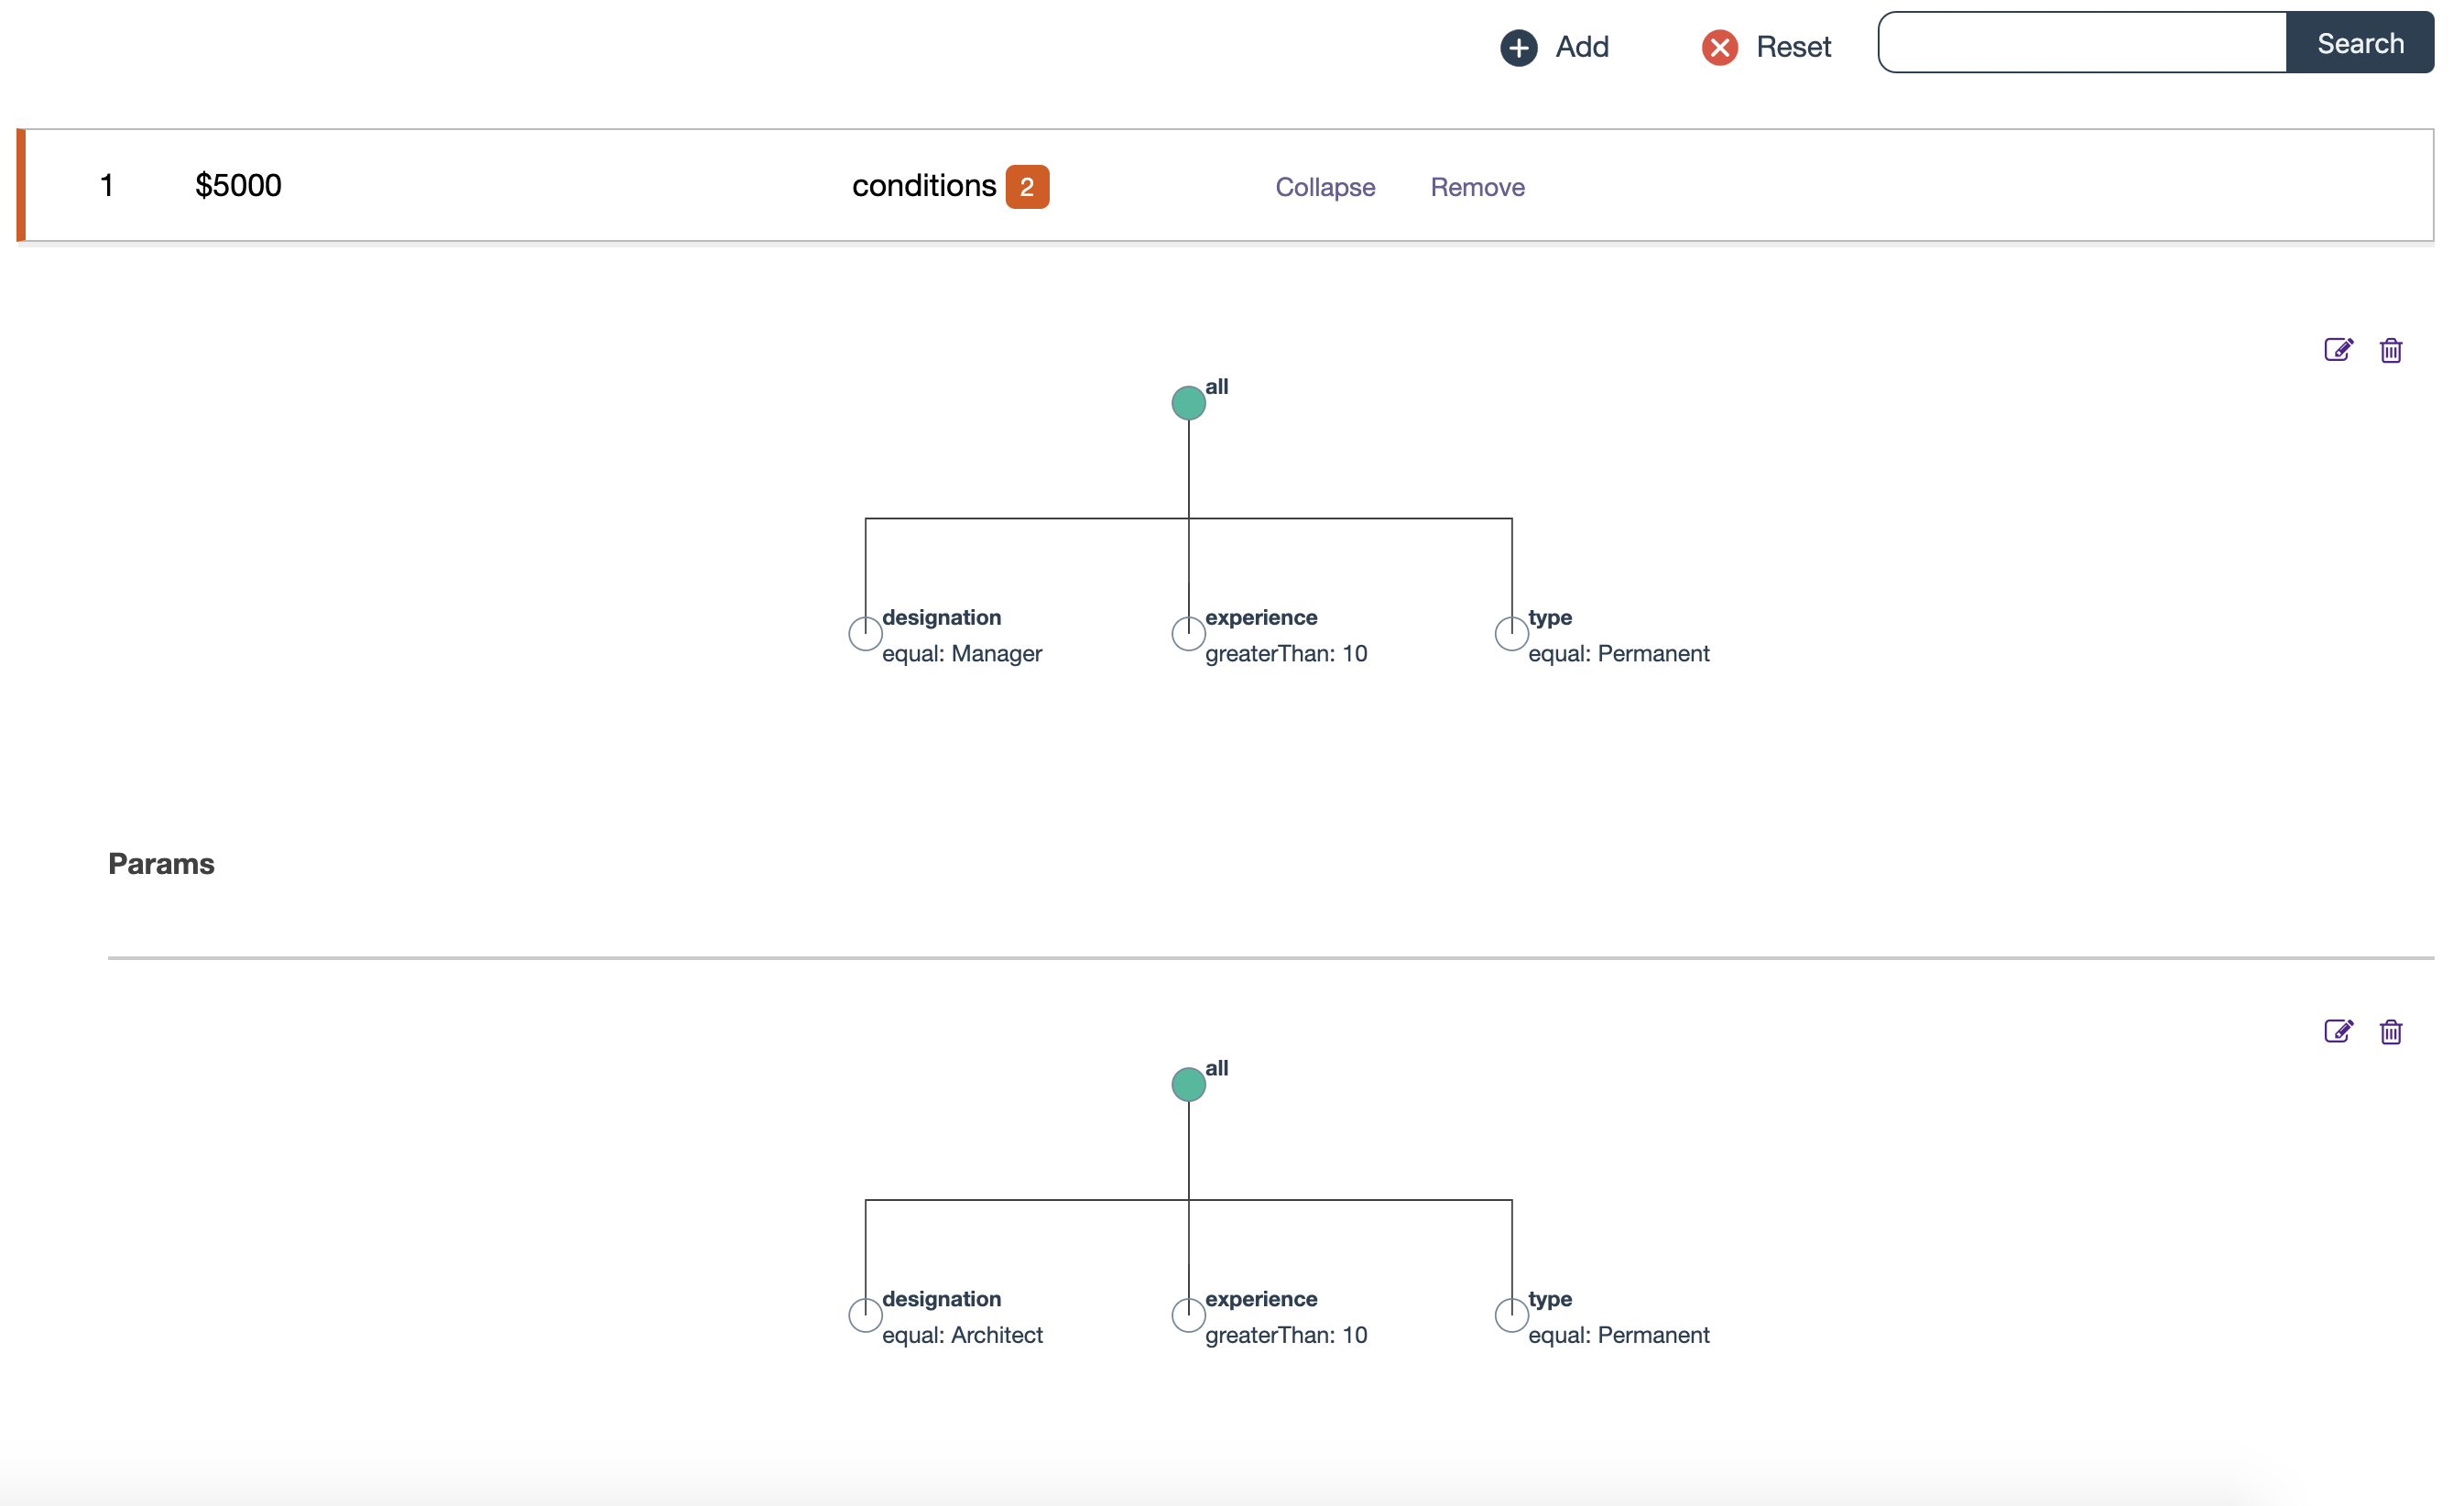 Add Reset Search
1 $5000 conditions 2 Collapse Remove
all
designation experience type
equal: Manager greaterThan: 10 equal: Permanent
Params
all
designation experience type
equal: Architect greaterThan: 10 equal: Permanent